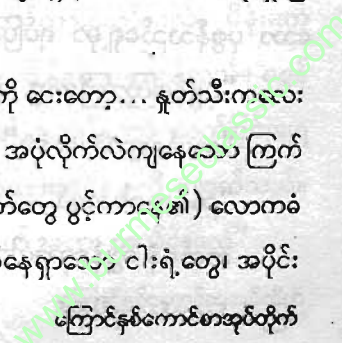 ကို ငေးတော့... နှုတ်သီးကလေး
အပုံလိုက်လဲကျနေသော ကြက်
တ်တွေ ပွင့်ကားနေ၏) လောကဓံ
နေရှာသော ငါးရံ့တွေ၊ အပိုင်း
ကြောင်နှစ်ကောင်စာအုပ်တိုက်
www.burmeseclassic.com